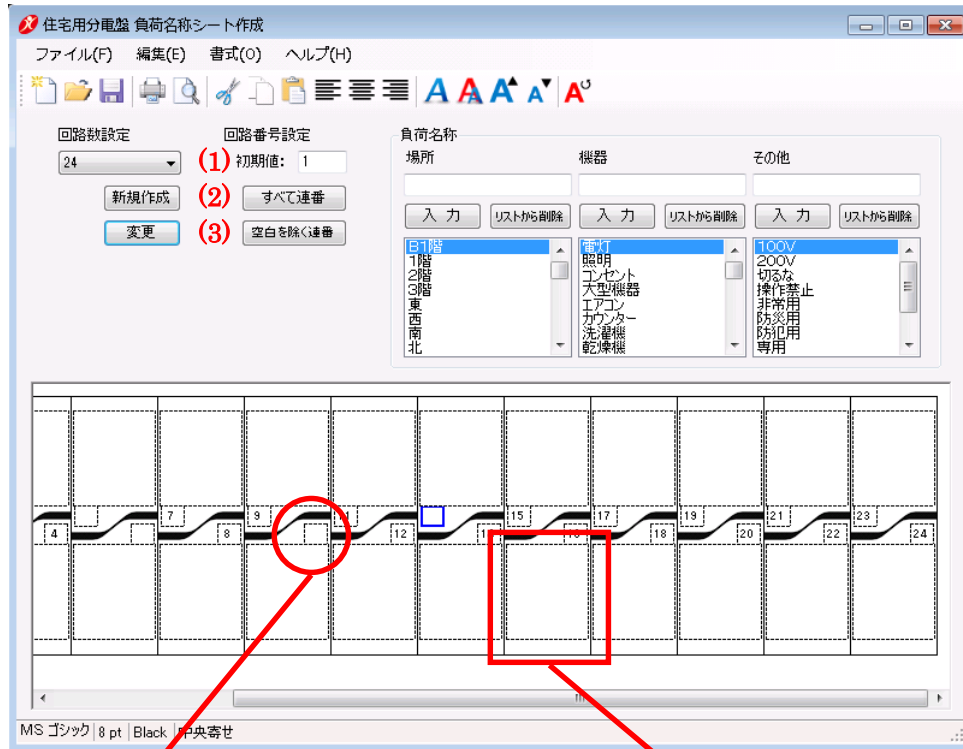 住宅用分電盤 負荷名称シート作成
ファイル(F) 編集(E) 書式(O) ヘルプ(H)
回路数設定 回路番号設定 負荷名称
24 (1) 初期値: 1 場所 機器 その他
新規作成 (2) すべて連番
入 力 リストから削除 入 力 リストから削除 入 力 リストから削除
変更 (3) 空白を除く連番
B1階 電灯 100V
1階 照明 200V
2階 コンセント 切るな
3階 大型機器 操作禁止
東 エアコン 非常用
西 カウンター 防災用
南 洗濯機 防犯用
北 乾燥機 専用
7 9 11 15 17 19 21 23
4 8 12 16 18 20 22 24
MS ゴシック 8 pt Black 中央寄せ